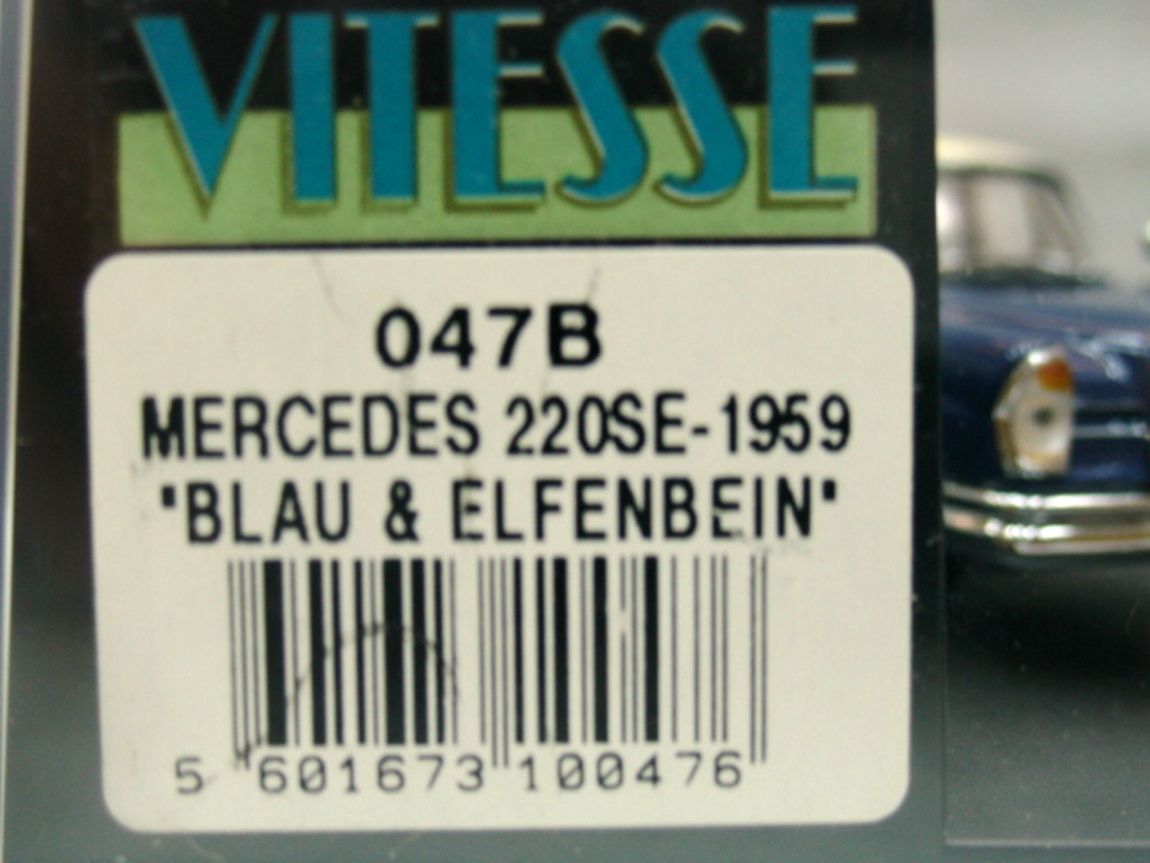 VITESSE
047B
MERCEDES 220SE-1959
"BLAU & ELFENBEIN"
5 601673 100476